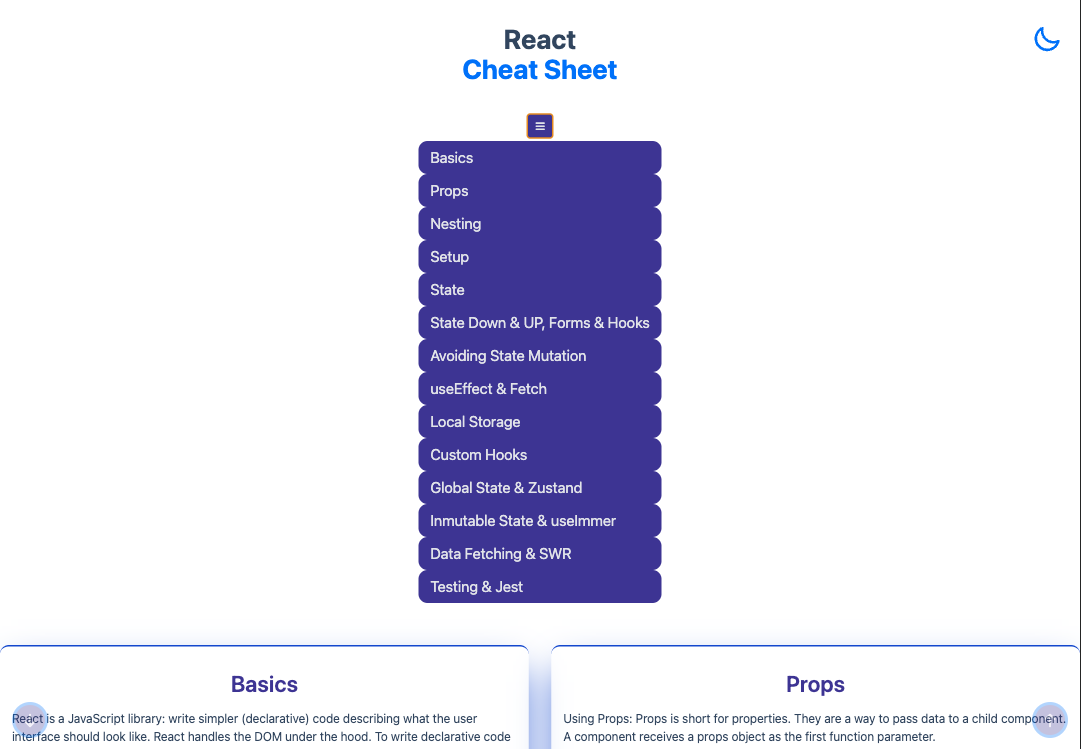 React
Cheat Sheet
Basics
Props
Nesting
Setup
State
State Down & UP, Forms & Hooks
Avoiding State Mutation
useEffect & Fetch
Local Storage
Custom Hooks
Global State & Zustand
Inmutable State & useImmer
Data Fetching & SWR
Testing & Jest
Basics
React is a JavaScript library: write simpler (declarative) code describing what the user
interface should look like. React handles the DOM under the hood. To write declarative code
Props
Using Props: Props is short for properties. They are a way to pass data to a child component.
A component receives a props object as the first function parameter.